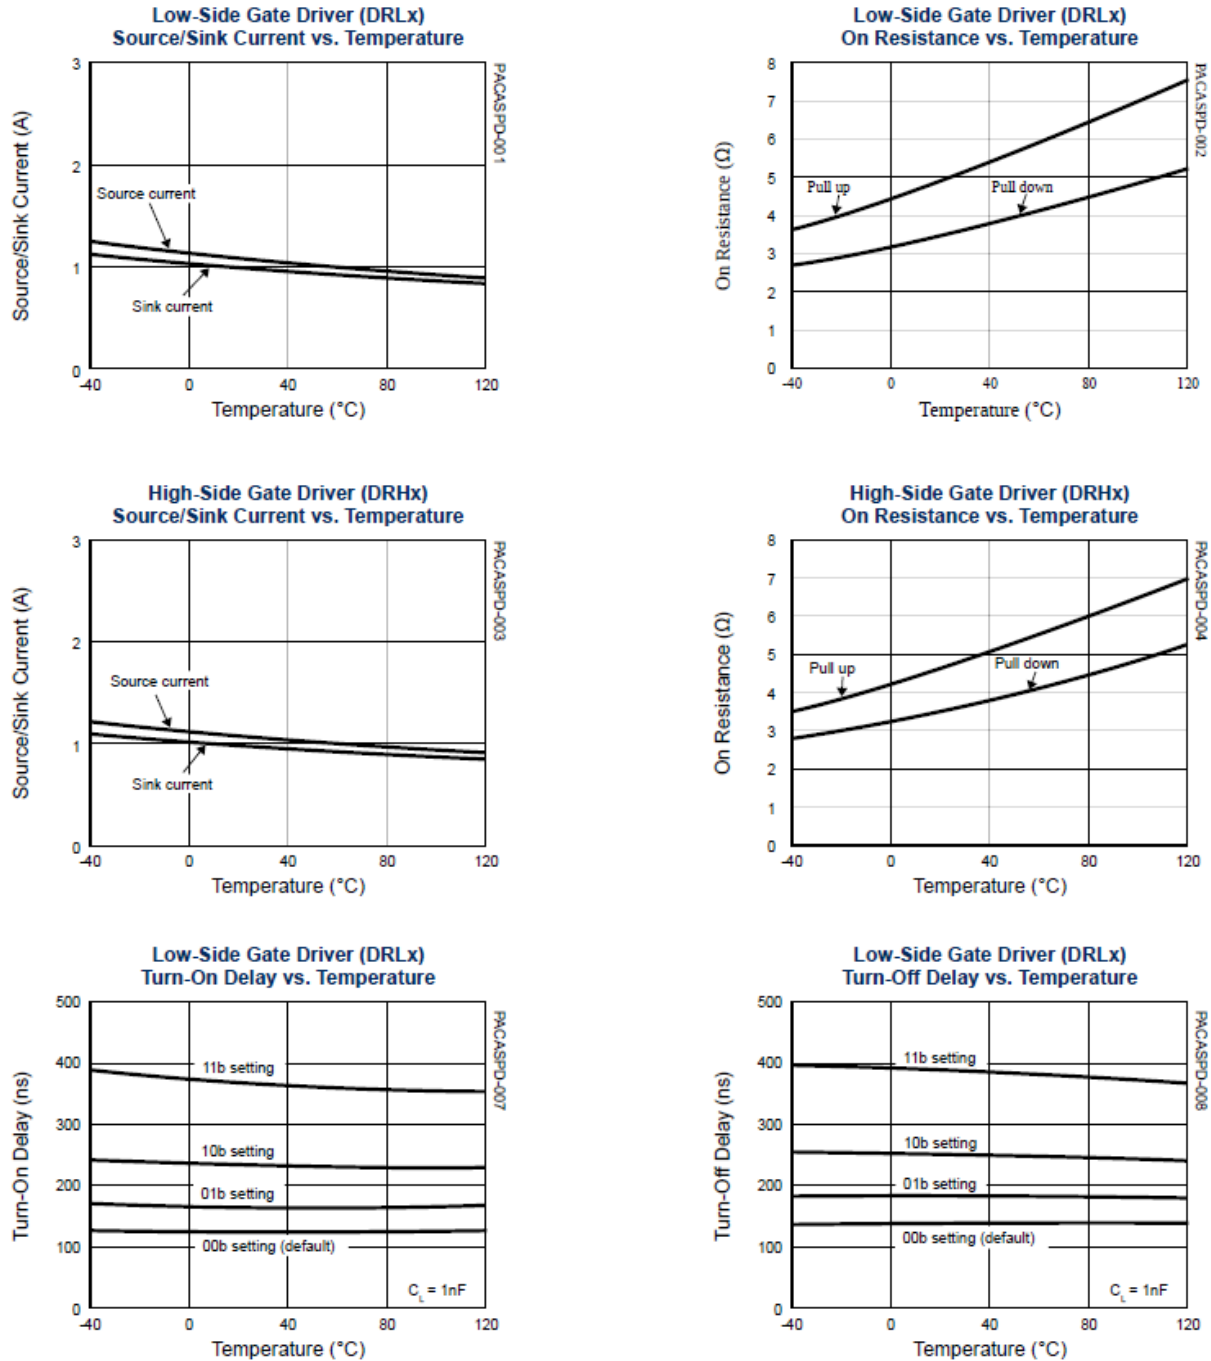 Low-Side Gate Driver (DRLx)
Source/Sink Current vs. Temperature
3
2
1
0
Source/Sink Current (A)
Source current
Sink current
-40
0
40
80
120
Temperature (°C)
PACASPD-001
Low-Side Gate Driver (DRLx)
On Resistance vs. Temperature
8
7
6
5
4
3
2
1
0
On Resistance (Ω)
Pull up
Pull down
-40
0
40
80
120
Temperature (°C)
PACASPD-002
High-Side Gate Driver (DRHx)
Source/Sink Current vs. Temperature
3
2
1
0
Source/Sink Current (A)
Source current
Sink current
-40
0
40
80
120
Temperature (°C)
PACASPD-003
High-Side Gate Driver (DRHx)
On Resistance vs. Temperature
8
7
6
5
4
3
2
1
0
On Resistance (Ω)
Pull up
Pull down
-40
0
40
80
120
Temperature (°C)
PACASPD-004
Low-Side Gate Driver (DRLx)
Turn-On Delay vs. Temperature
500
400
300
200
100
0
Turn-On Delay (ns)
11b setting
10b setting
01b setting
00b setting (default)
C_L = 1nF
-40
0
40
80
120
Temperature (°C)
PACASPD-007
Low-Side Gate Driver (DRLx)
Turn-Off Delay vs. Temperature
500
400
300
200
100
0
Turn-Off Delay (ns)
11b setting
10b setting
01b setting
00b setting (default)
C_L = 1nF
-40
0
40
80
120
Temperature (°C)
PACASPD-008